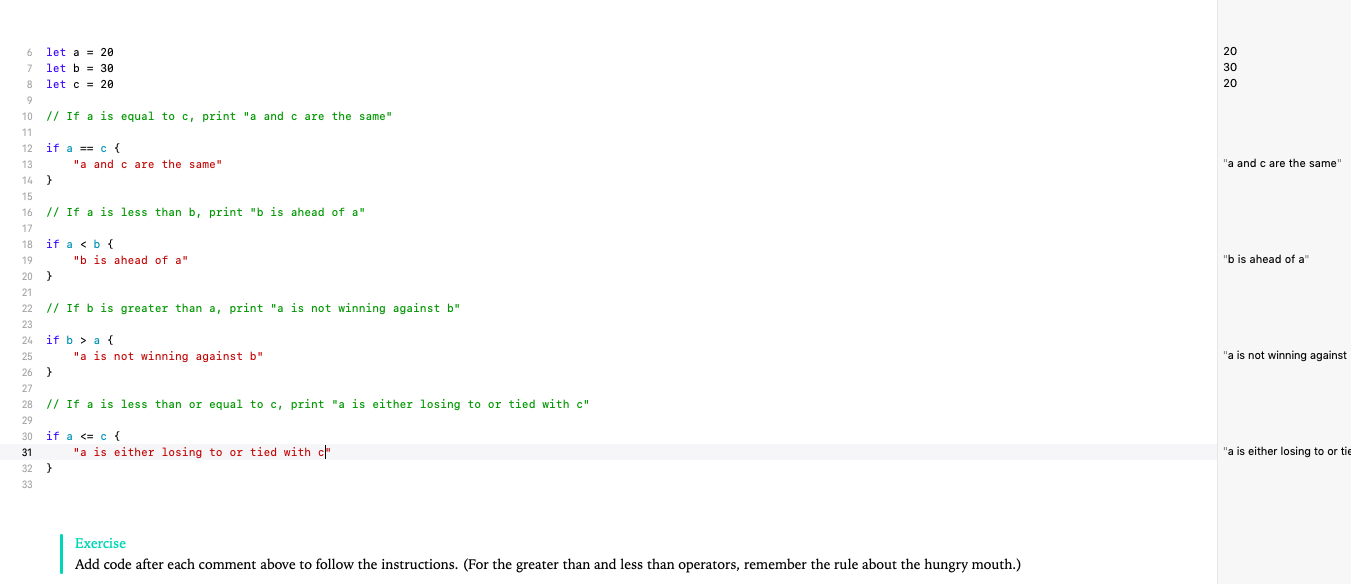 6 let a = 20 20
7 let b = 30 30
8 let c = 20 20
9
10 // If a is equal to c, print "a and c are the same"
11
12 if a == c {
13 "a and c are the same" "a and c are the same"
14 }
15
16 // If a is less than b, print "b is ahead of a"
17
18 if a < b {
19 "b is ahead of a" "b is ahead of a"
20 }
21
22 // If b is greater than a, print "a is not winning against b"
23
24 if b > a {
25 "a is not winning against b" "a is not winning against
26 }
27
28 // If a is less than or equal to c, print "a is either losing to or tied with c"
29
30 if a <= c {
31 "a is either losing to or tied with c" "a is either losing to or tie
32 }
33
Exercise
Add code after each comment above to follow the instructions. (For the greater than and less than operators, remember the rule about the hungry mouth.)